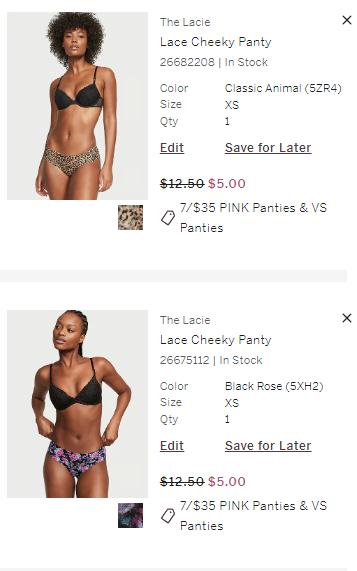 The Lacie
Lace Cheeky Panty
26682208 | In Stock
Color Classic Animal (5ZR4)
Size XS
Qty 1
Edit Save for Later
$12.50 $5.00
7/$35 PINK Panties & VS
Panties
The Lacie
Lace Cheeky Panty
26675112 | In Stock
Color Black Rose (5XH2)
Size XS
Qty 1
Edit Save for Later
$12.50 $5.00
7/$35 PINK Panties & VS
Panties